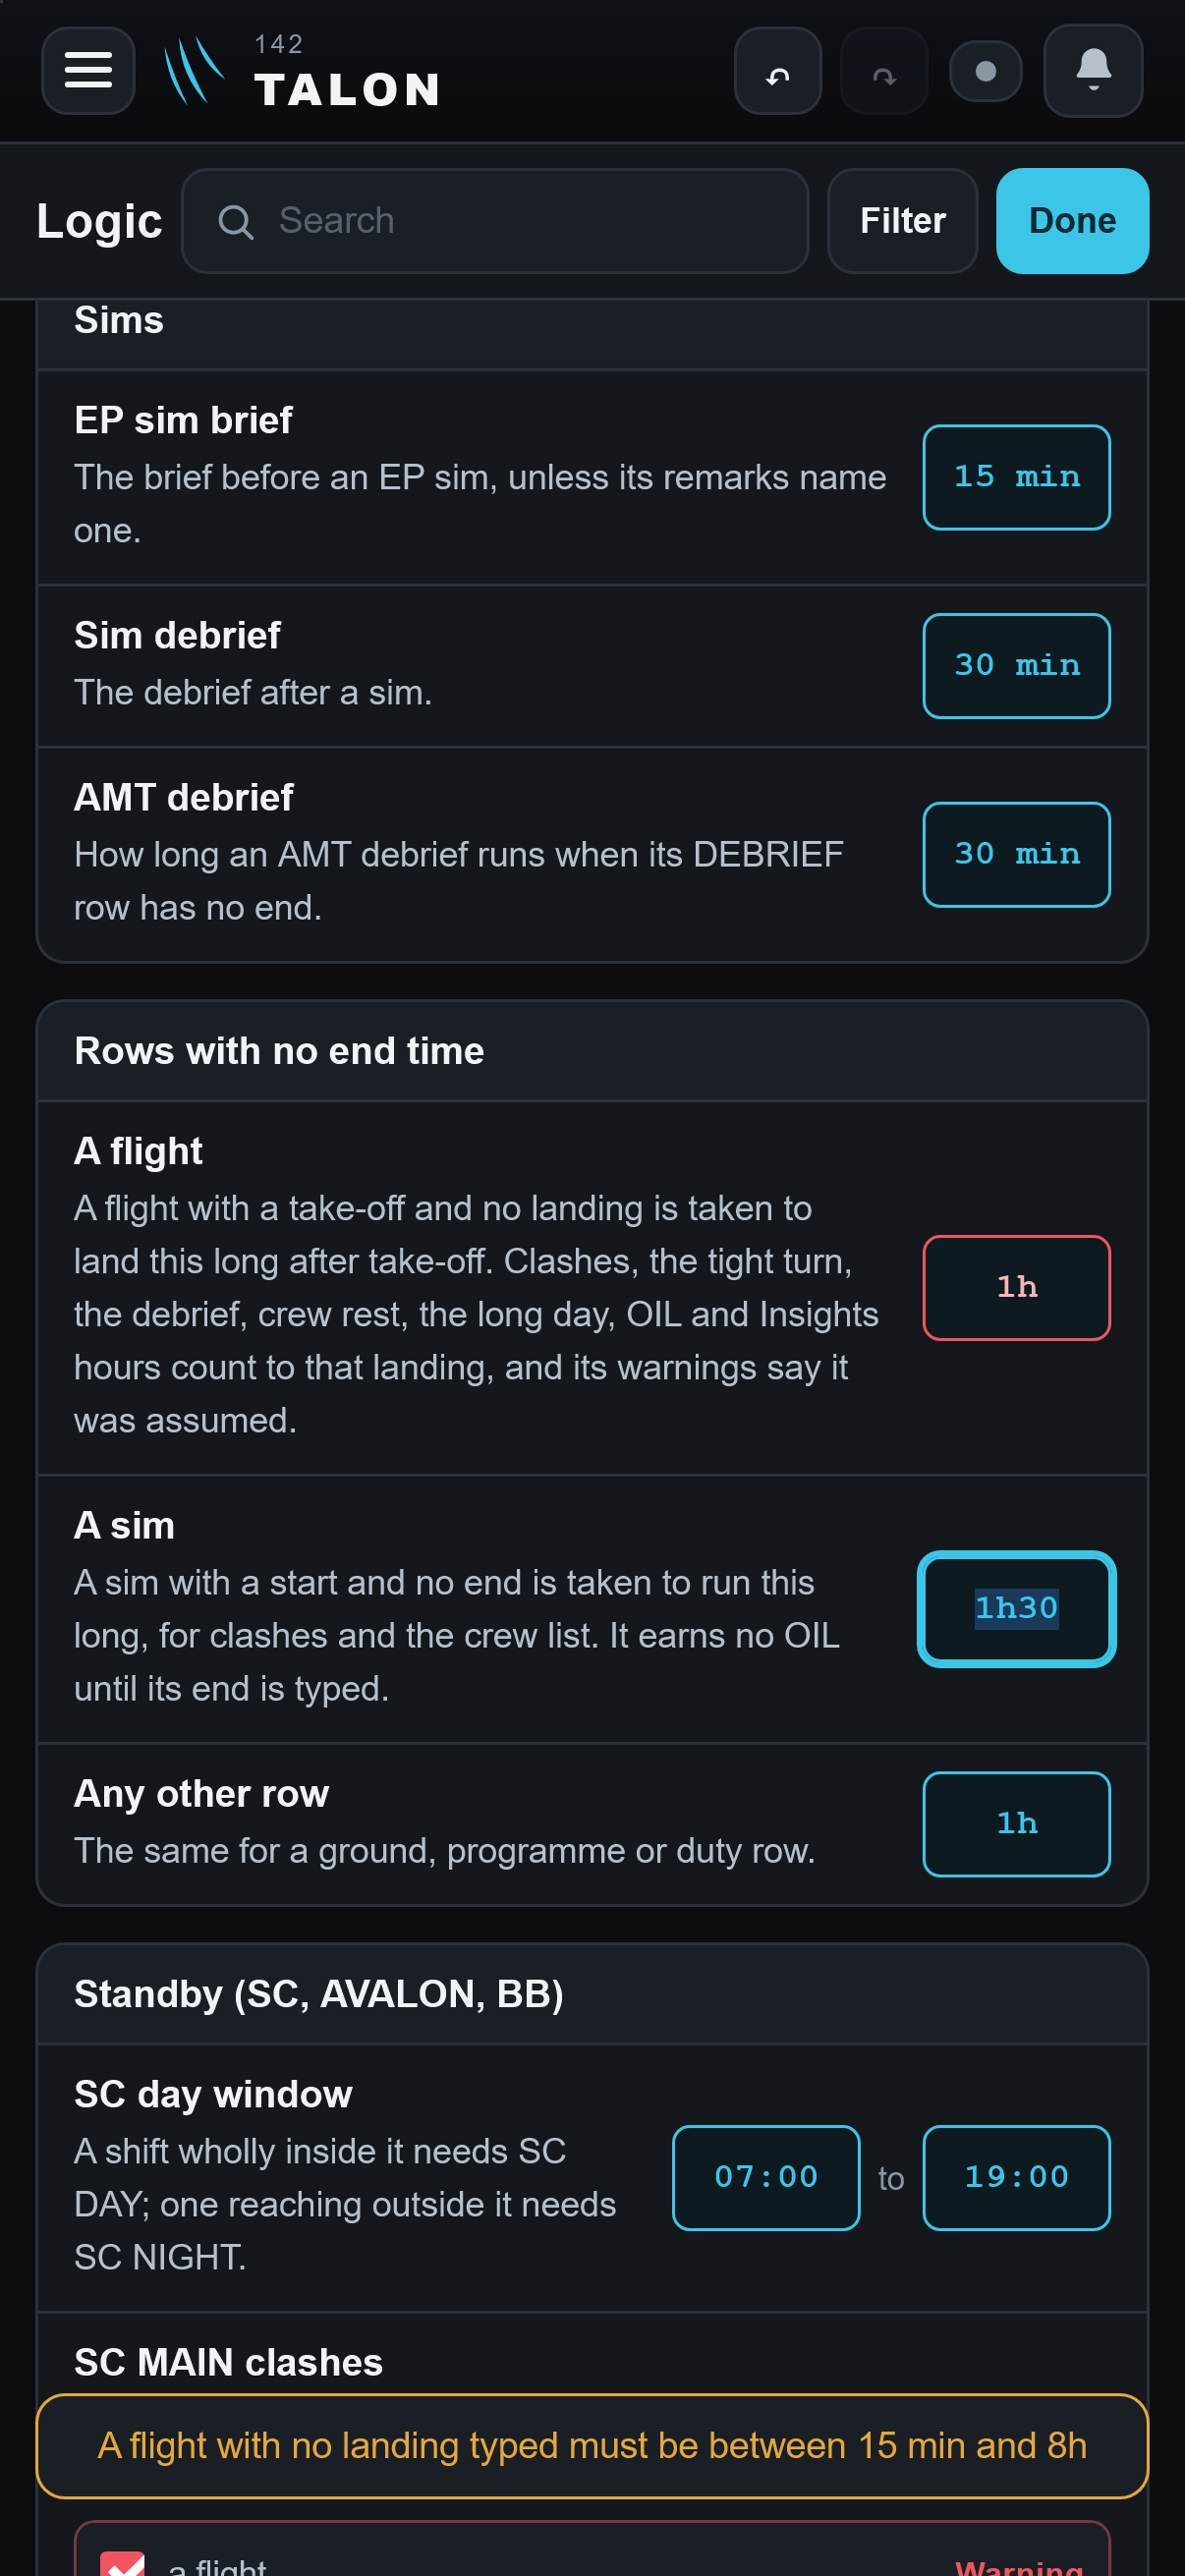 142
TALON
Logic
Search
Filter
Done
Sims
EP sim brief
The brief before an EP sim, unless its remarks name
one.
15 min
Sim debrief
The debrief after a sim.
30 min
AMT debrief
How long an AMT debrief runs when its DEBRIEF
row has no end.
30 min
Rows with no end time
A flight
A flight with a take-off and no landing is taken to
land this long after take-off. Clashes, the tight turn,
the debrief, crew rest, the long day, OIL and Insights
hours count to that landing, and its warnings say it
was assumed.
1h
A sim
A sim with a start and no end is taken to run this
long, for clashes and the crew list. It earns no OIL
until its end is typed.
1h30
Any other row
The same for a ground, programme or duty row.
1h
Standby (SC, AVALON, BB)
SC day window
A shift wholly inside it needs SC
DAY; one reaching outside it needs
SC NIGHT.
07:00 to 19:00
SC MAIN clashes
A flight with no landing typed must be between 15 min and 8h
a flight
Warning